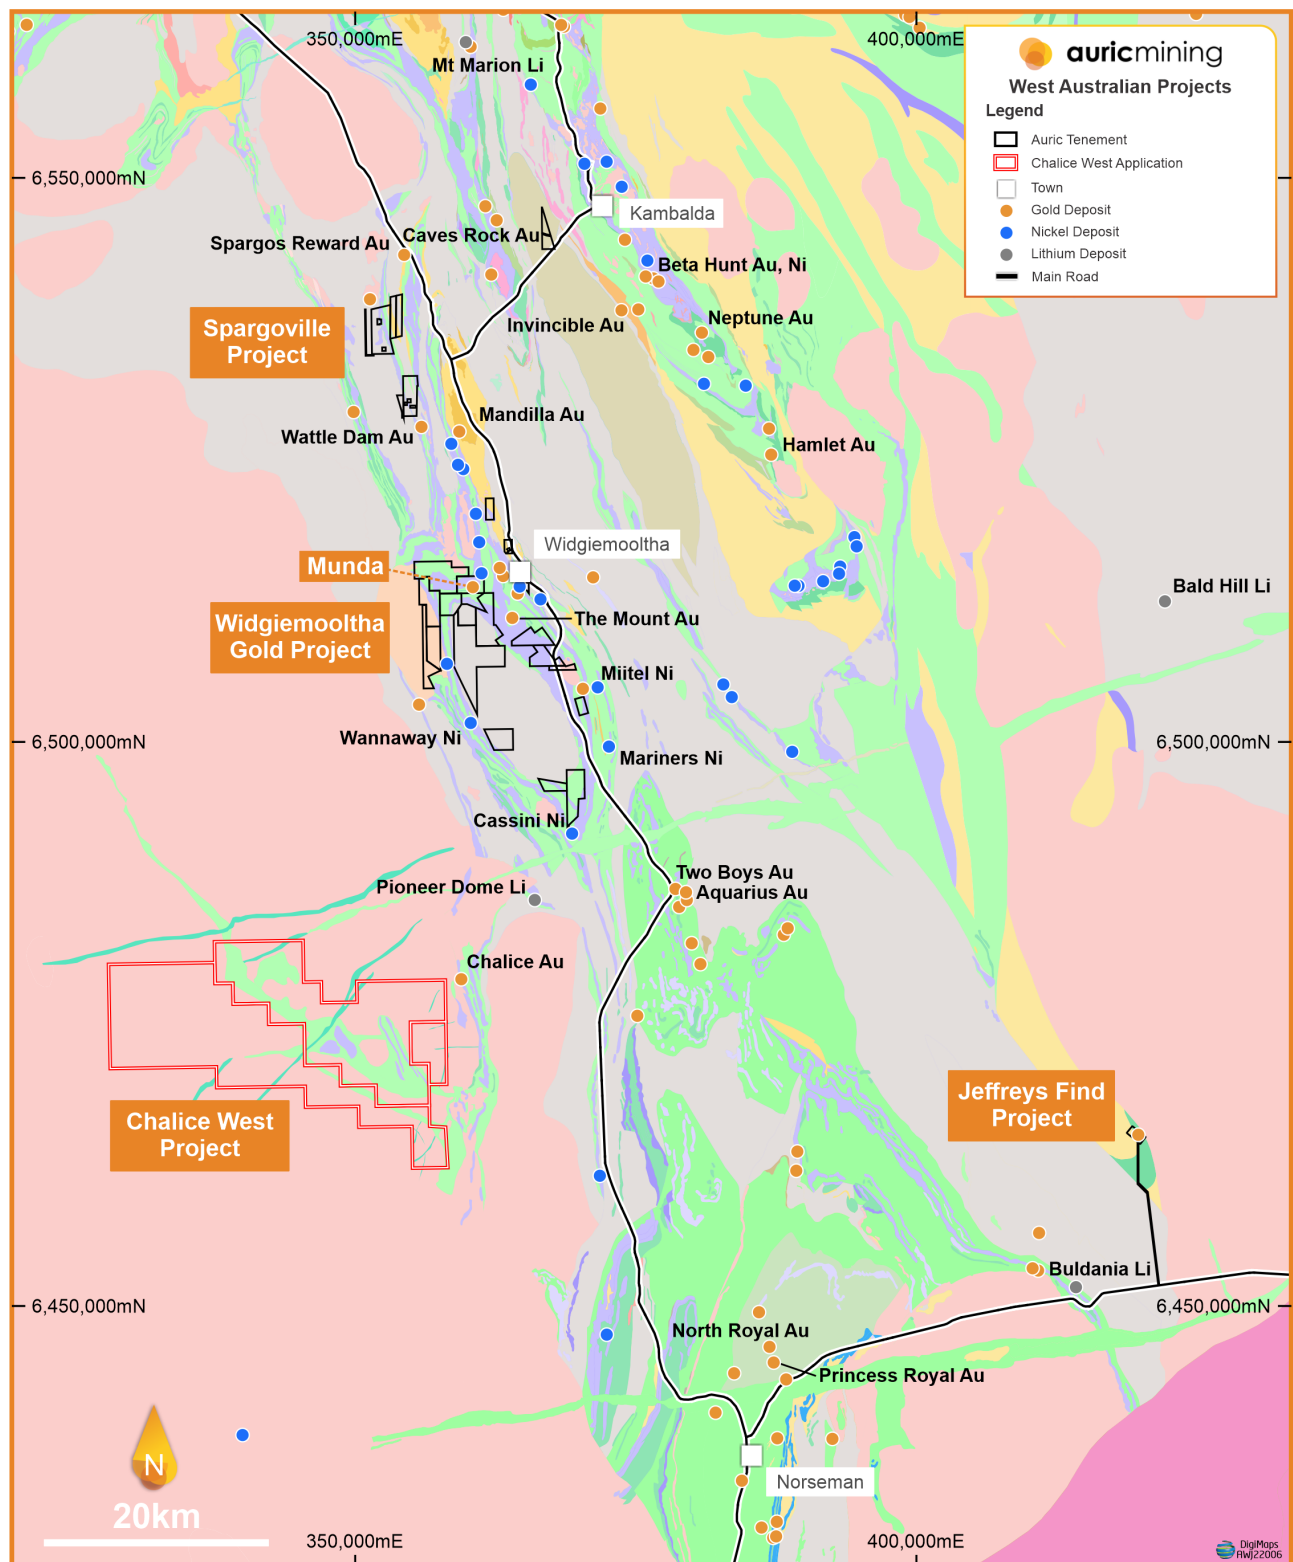 350,000mE
400,000mE
auricmining
West Australian Projects
Legend
Auric Tenement
Chalice West Application
Town
Gold Deposit
Nickel Deposit
Lithium Deposit
Main Road
Mt Marion Li
6,550,000mN
Kambalda
Spargos Reward Au
Caves Rock Au
Beta Hunt Au, Ni
Spargoville
Project
Invincible Au
Neptune Au
Mandilla Au
Wattle Dam Au
Hamlet Au
Widgiemooltha
Munda
Bald Hill Li
Widgiemooltha
Gold Project
The Mount Au
Miitel Ni
Wannaway Ni
6,500,000mN
6,500,000mN
Mariners Ni
Cassini Ni
Two Boys Au
Pioneer Dome Li
Aquarius Au
Chalice Au
Jeffreys Find
Project
Chalice West
Project
Buldania Li
6,450,000mN
6,450,000mN
North Royal Au
Princess Royal Au
N
Norseman
20km
350,000mE
400,000mE
DigiMaps
AWJ22006